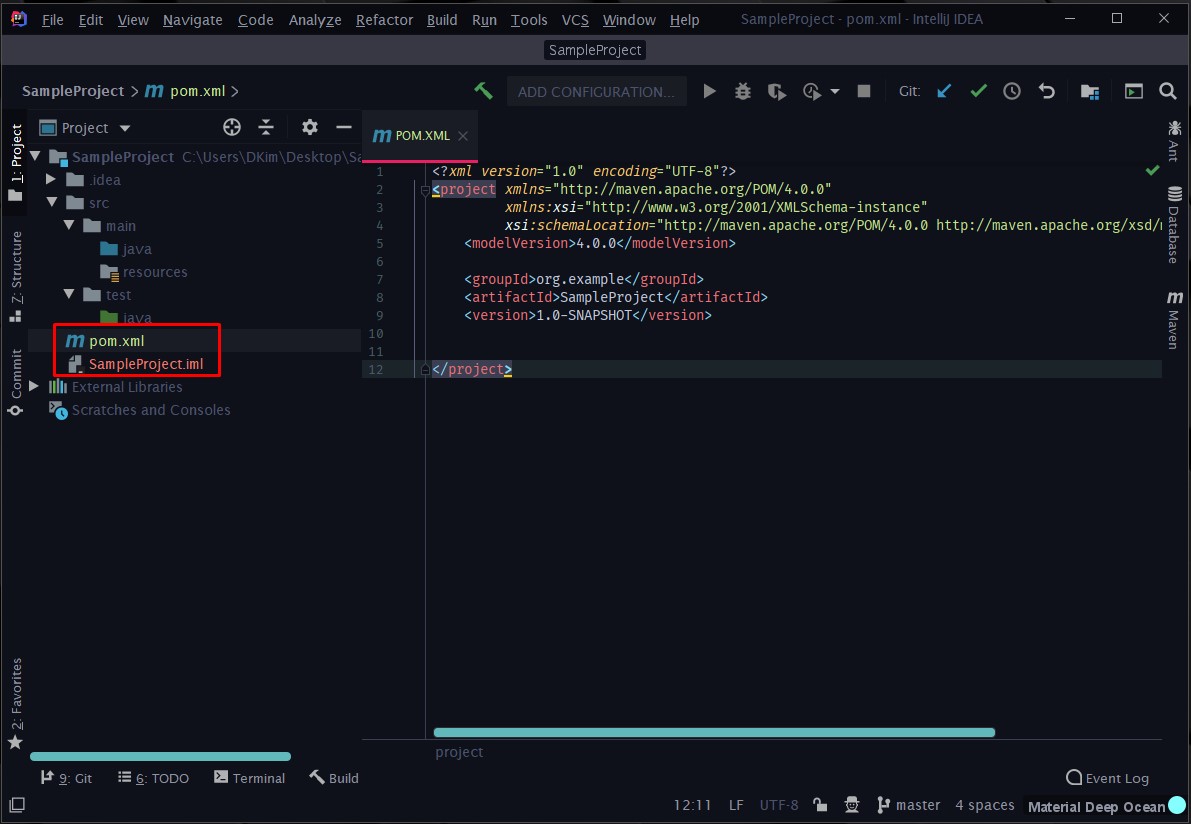 File Edit View Navigate Code Analyze Refactor Build Run Tools VCS Window Help SampleProject - pom.xml - IntelliJ IDEA
SampleProject
SampleProject > m pom.xml >
ADD CONFIGURATION...
Git:
1: Project
Z: Structure
Commit
2: Favorites
Project
SampleProject C:\Users\DKim\Desktop\Sa
.idea
src
main
java
resources
test
java
m pom.xml
SampleProject.iml
External Libraries
Scratches and Consoles
m POM.XML
1 <?xml version="1.0" encoding="UTF-8"?>
2 <project xmlns="http://maven.apache.org/POM/4.0.0"
3 xmlns:xsi="http://www.w3.org/2001/XMLSchema-instance"
4 xsi:schemaLocation="http://maven.apache.org/POM/4.0.0 http://maven.apache.org/xsd/
5 <modelVersion>4.0.0</modelVersion>
6
7 <groupId>org.example</groupId>
8 <artifactId>SampleProject</artifactId>
9 <version>1.0-SNAPSHOT</version>
10
11
12 </project>
Ant
Database
m Maven
project
9: Git 6: TODO Terminal Build Event Log
12:11 LF UTF-8 master 4 spaces Material Deep Ocean